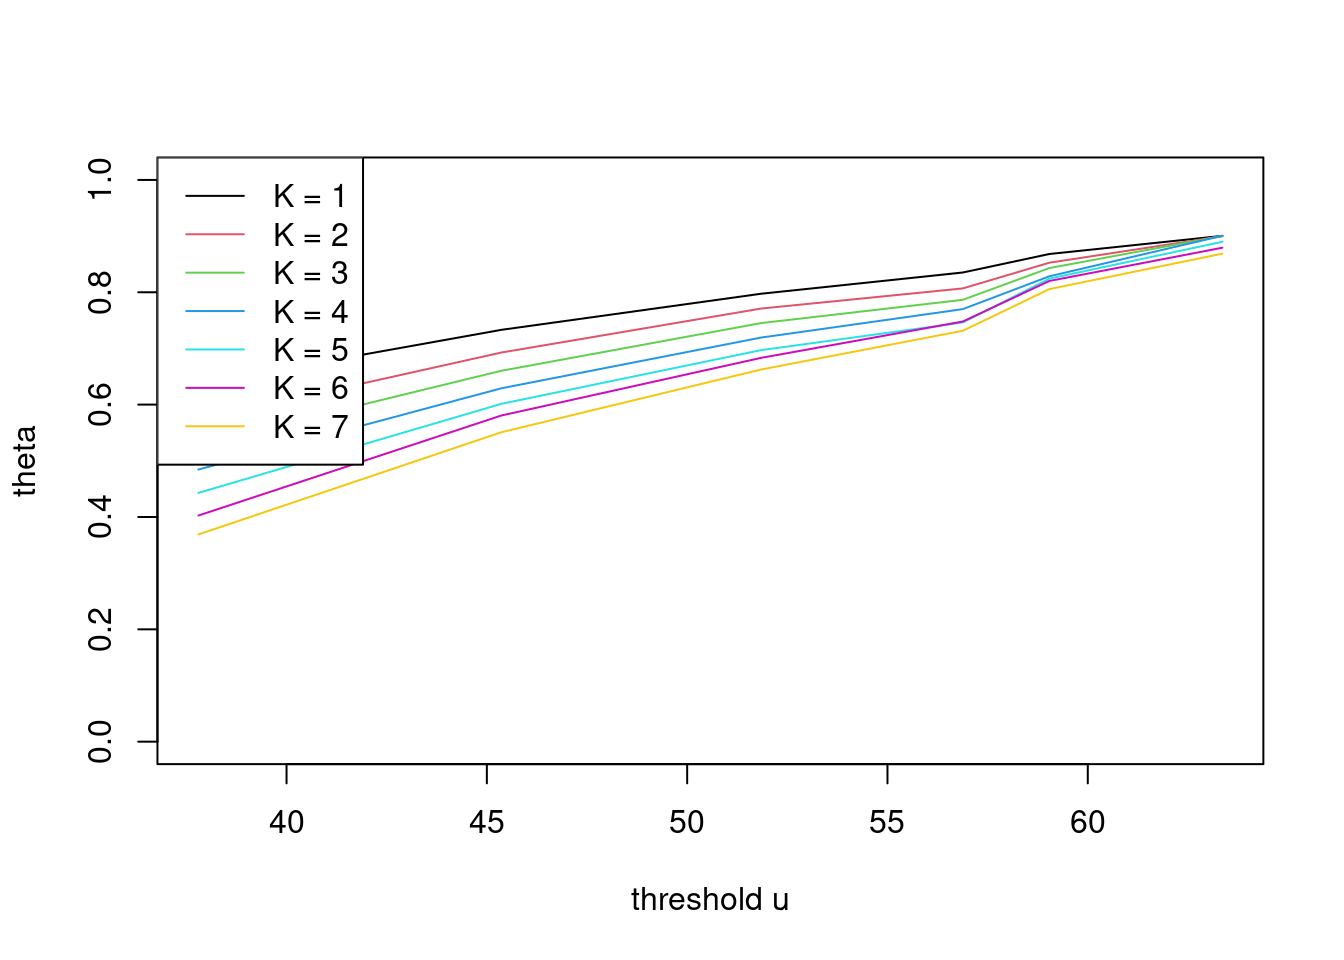 1.0
0.8
0.6
0.4
0.2
0.0
theta
K = 1
K = 2
K = 3
K = 4
K = 5
K = 6
K = 7
40 45 50 55 60
threshold u